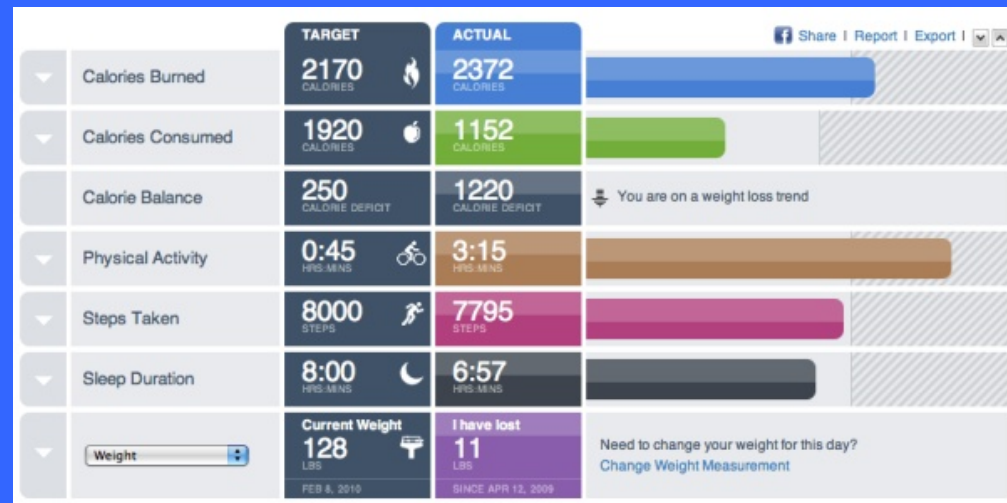 TARGET ACTUAL
Share | Report | Export |
Calories Burned 2170 CALORIES 2372 CALORIES
Calories Consumed 1920 CALORIES 1152 CALORIES
Calorie Balance 250 CALORIE DEFICIT 1220 CALORIE DEFICIT You are on a weight loss trend
Physical Activity 0:45 HRS:MINS 3:15 HRS:MINS
Steps Taken 8000 STEPS 7795 STEPS
Sleep Duration 8:00 HRS:MINS 6:57 HRS:MINS
Weight
Current Weight
128
LBS
FEB 8, 2010
I have lost
11
LBS
SINCE APR 12, 2009
Need to change your weight for this day?
Change Weight Measurement